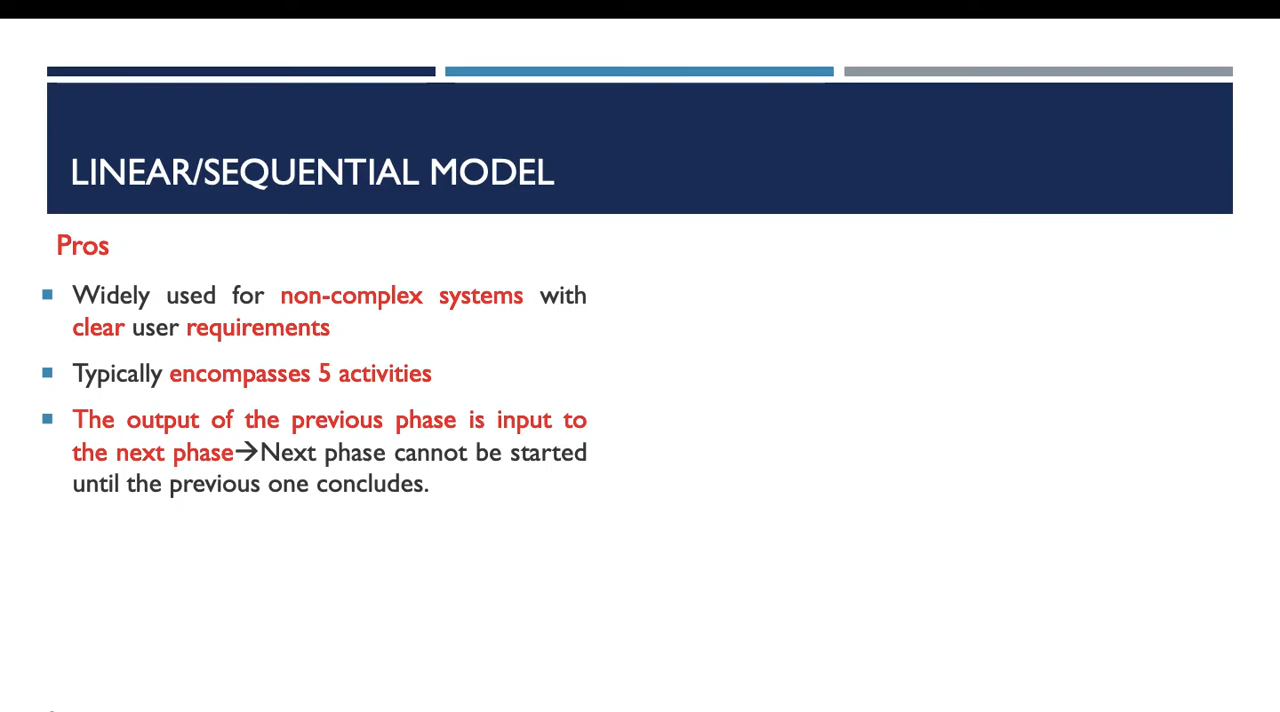 LINEAR/SEQUENTIAL MODEL
Pros
Widely used for non-complex systems with
clear user requirements
Typically encompasses 5 activities
The output of the previous phase is input to
the next phase→Next phase cannot be started
until the previous one concludes.